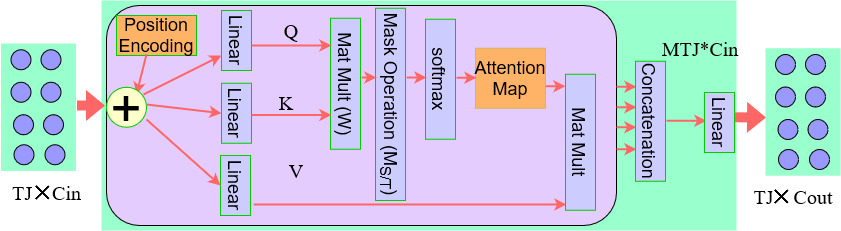 Position
Encoding
Linear
Q
Mat Mult (W)
Mask Operation (M_S/T)
softmax
Attention
Map
Mat Mult
Concatenation
MTJ*Cin
Linear
K
Linear
V
Linear
+
TJ×Cin
TJ× Cout